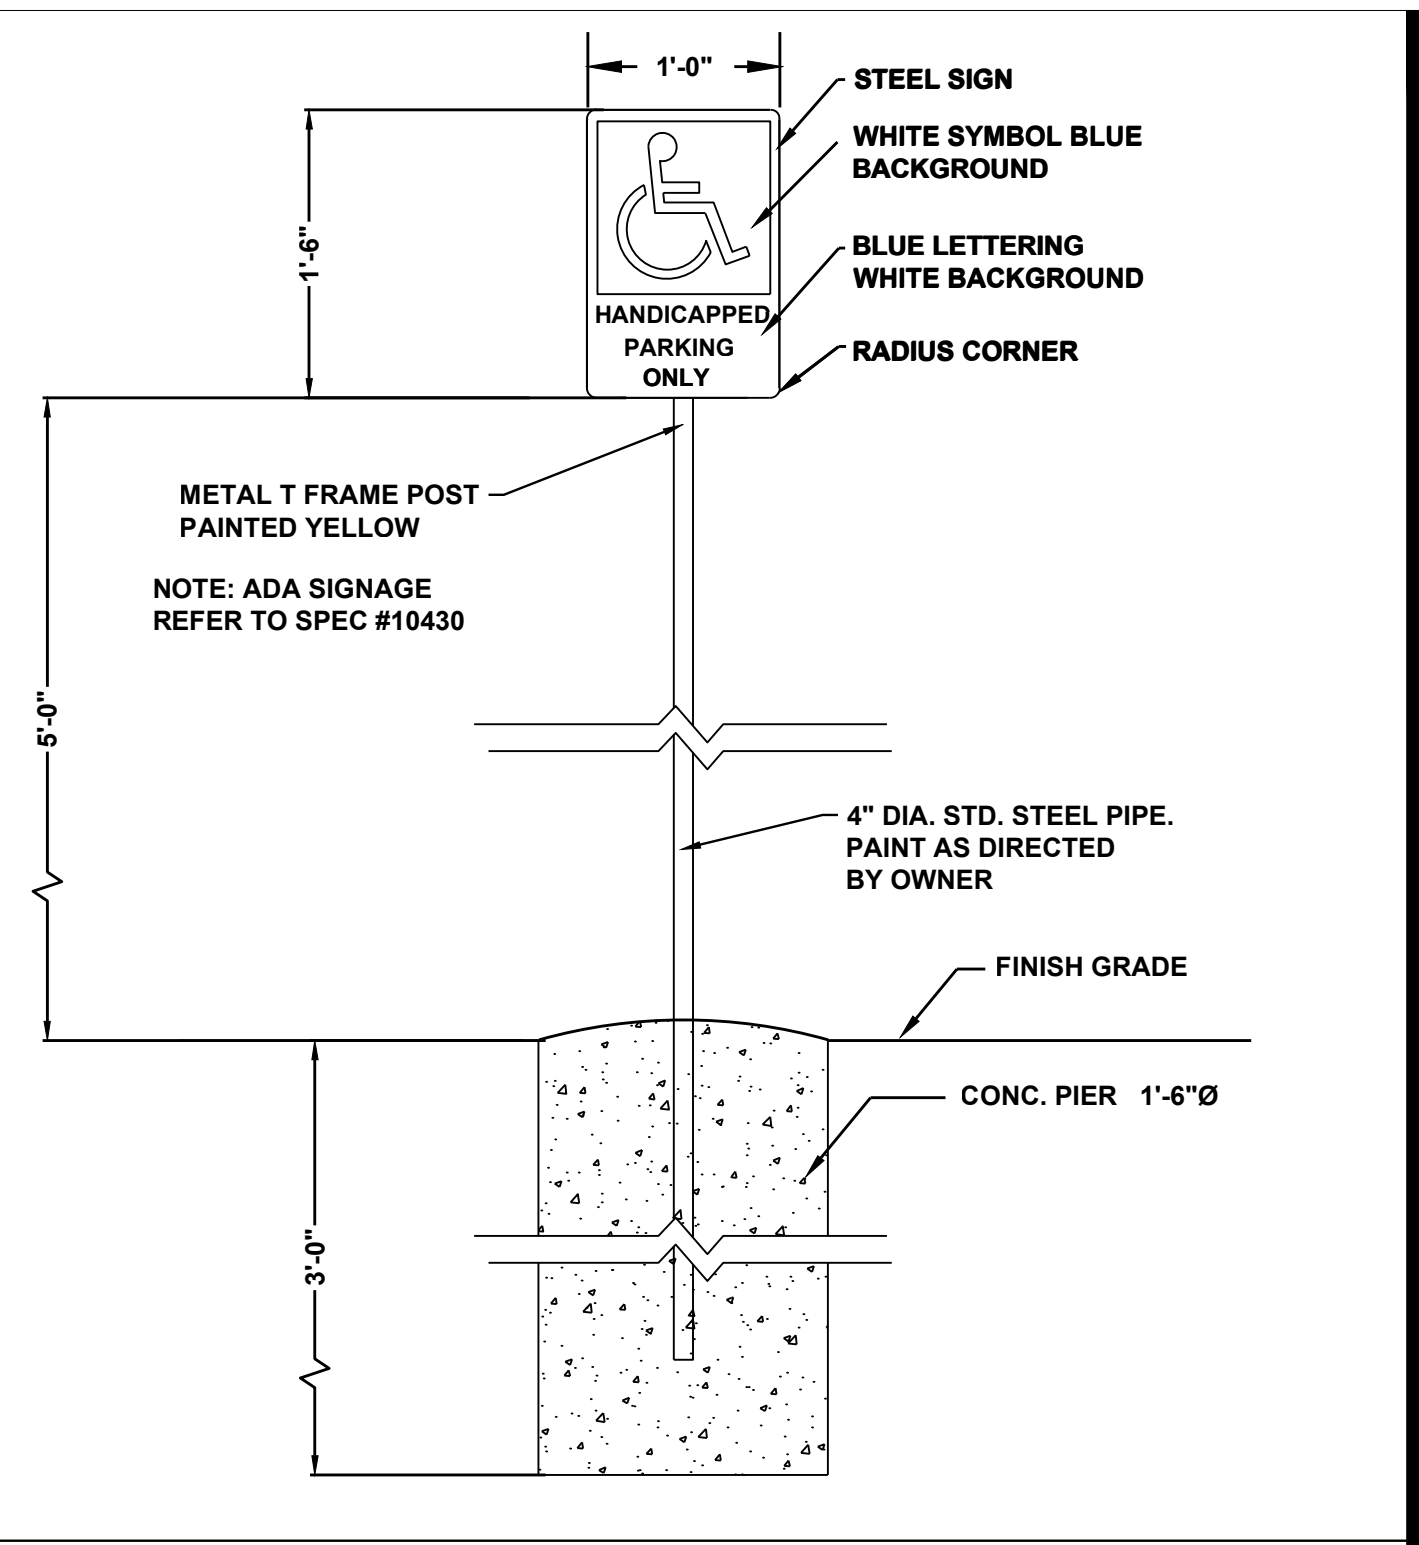 1'-0"
STEEL SIGN
WHITE SYMBOL BLUE
BACKGROUND
1'-6"
BLUE LETTERING
WHITE BACKGROUND
HANDICAPPED
PARKING
ONLY
RADIUS CORNER
METAL T FRAME POST
PAINTED YELLOW
NOTE: ADA SIGNAGE
REFER TO SPEC #10430
5'-0"
4" DIA. STD. STEEL PIPE.
PAINT AS DIRECTED
BY OWNER
FINISH GRADE
CONC. PIER 1'-6"Ø
3'-0"